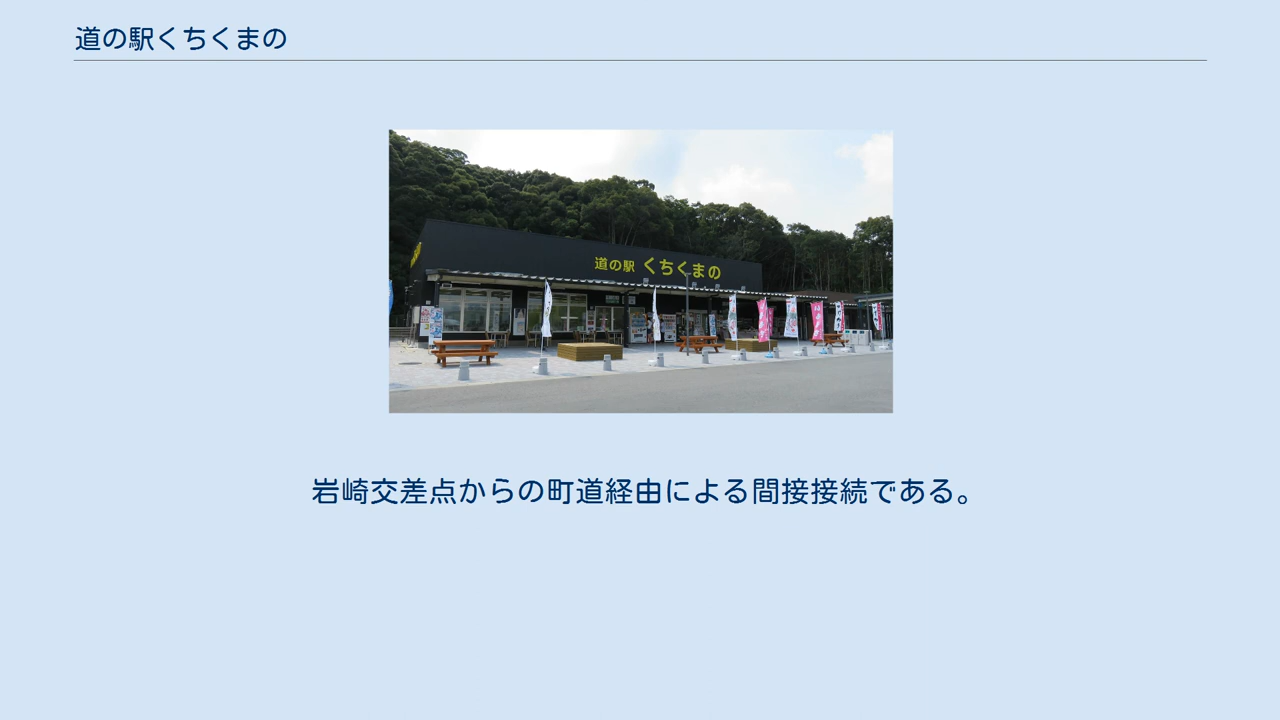 道の駅くちくまの
道の駅 くちくまの
岩崎交差点からの町道経由による間接接続である。